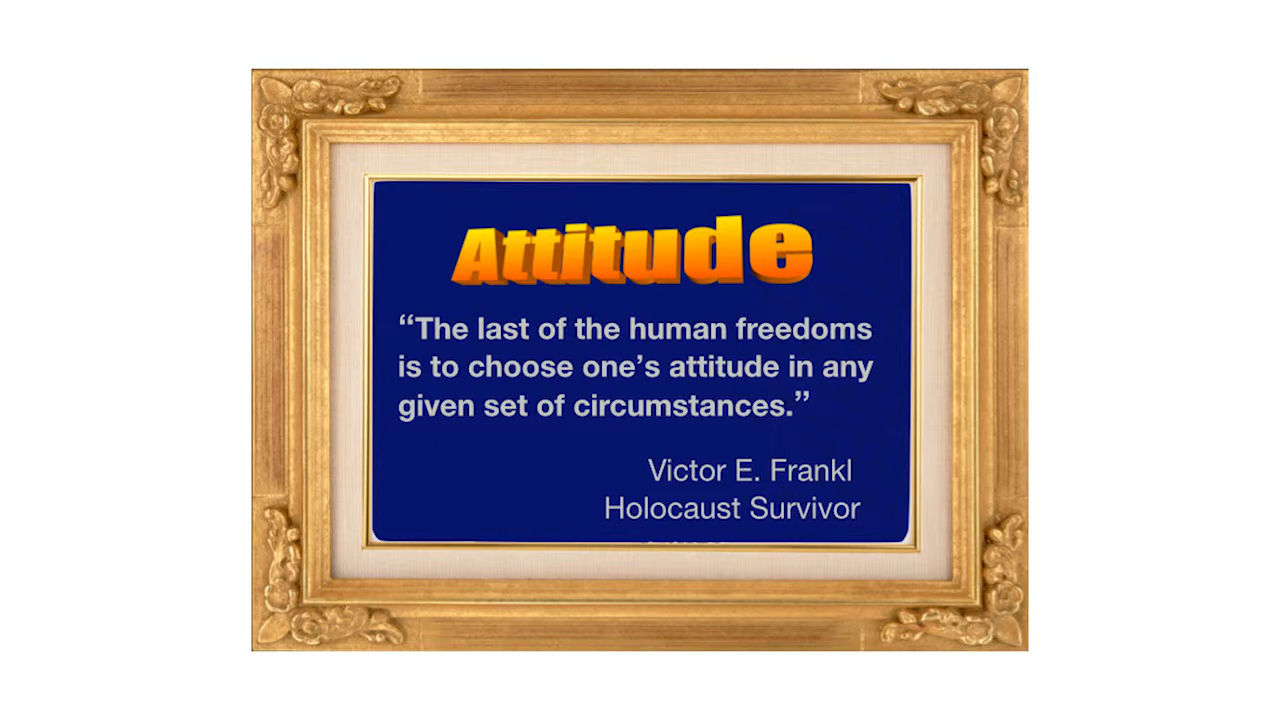 Attitude
“The last of the human freedoms
is to choose one’s attitude in any
given set of circumstances.”
Victor E. Frankl
Holocaust Survivor